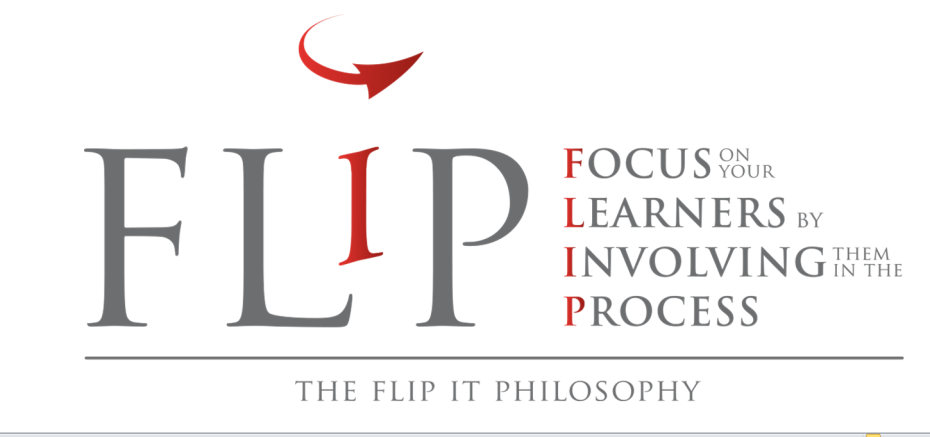 FLIP
FOCUS ON YOUR
LEARNERS BY
INVOLVING THEM IN THE
PROCESS
THE FLIP IT PHILOSOPHY